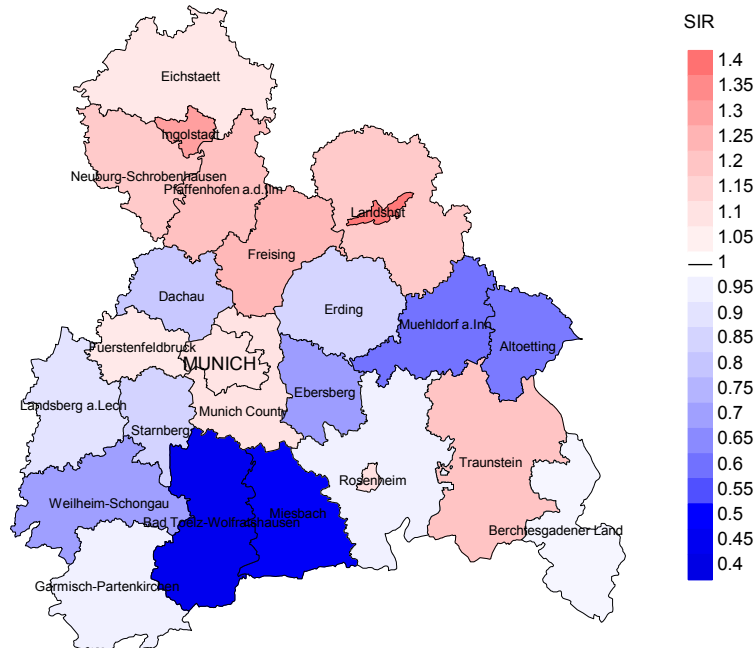 SIR
Eichstaett
Ingolstadt
Neuburg-Schrobenhausen
Pfaffenhofen a.d.Ilm
Landshut
Freising
Dachau
Erding
Muehldorf a.Inn
Altoetting
Fuerstenfeldbruck
MUNICH
Ebersberg
Landsberg a.Lech
Munich County
Starnberg
Traunstein
Rosenheim
Weilheim-Schongau
Bad Toelz-Wolfratshausen
Miesbach
Berchtesgadener Land
Garmisch-Partenkirchen
1.4
1.35
1.3
1.25
1.2
1.15
1.1
1.05
1
0.95
0.9
0.85
0.8
0.75
0.7
0.65
0.6
0.55
0.5
0.45
0.4